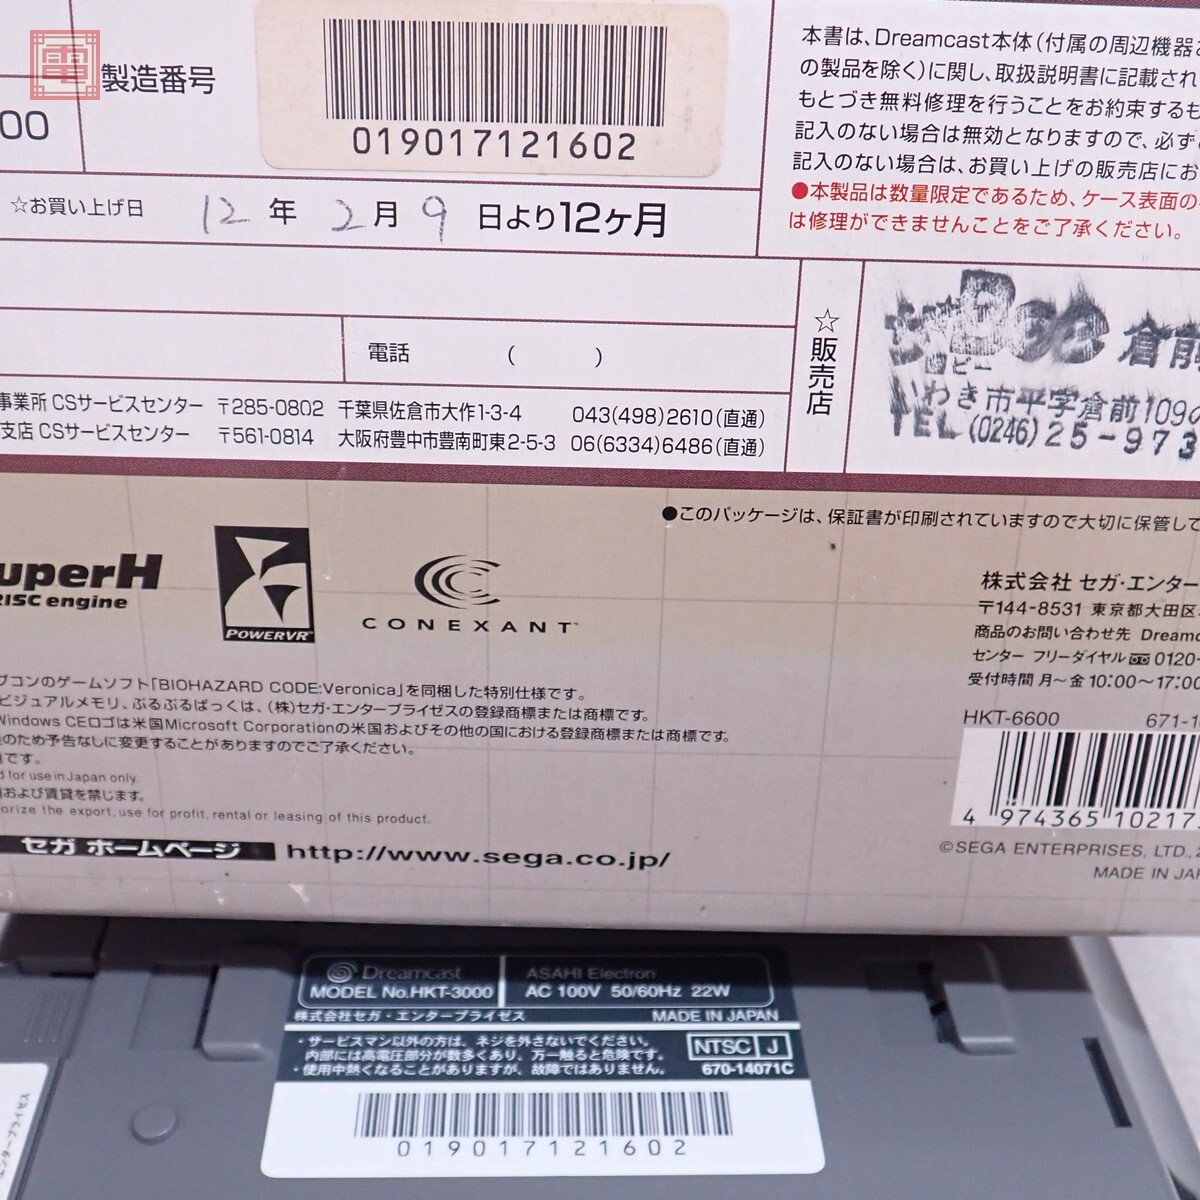 電
製造番号
00
019017121602
☆お買い上げ日 12年 2月 9日より12ヶ月
本書は、Dreamcast本体(付属の周辺機器
の製品を除く)に関し、取扱説明書に記載され
もとづき無料修理を行うことをお約束するも
記入のない場合は無効となりますので、必ず
記入のない場合は、お買い上げの販売店にお
●本製品は数量限定であるため、ケース表面の
は修理ができませんことをご了承ください。
電話 ( )
☆販売店
倉前
いわき市平字倉前109
TEL (0246)25-973
事業所 CSサービスセンター 〒285-0802 千葉県佐倉市大作1-3-4 043(498)2610(直通)
支店 CSサービスセンター 〒561-0814 大阪府豊中市豊南町東2-5-3 06(6334)6486(直通)
●このパッケージは、保証書が印刷されていますので大切に保管して
uperH
RISC engine
POWERVR
CONEXANT
株式会社 セガ・エンター
〒144-8531 東京都大田区
商品のお問い合わせ先 Dreamc
センター フリーダイヤル 0120-
受付時間 月〜金 10:00〜17:00
プコンのゲームソフト「BIOHAZARD CODE:Veronica」を同梱した特別仕様です。
ビジュアルメモリ、ぷるぷるぱっくは、(株)セガ・エンタープライゼスの登録商標または商標です。
Windows CEロゴは米国Microsoft Corporationの米国およびその他の国における登録商標または商標です。
のため予告なしに変更することがありますのでご了承ください。
です。
d for use in Japan only.
および賃貸を禁じます。
orize the export, use for profit, rental or leasing of this product.
HKT-6600 671-1
4 974365 10217
©SEGA ENTERPRISES, LTD.,
MADE IN JAP
セガ ホームページ http://www.sega.co.jp/
Dreamcast
MODEL No.HKT-3000
ASAHI Electron
AC 100V 50/60Hz 22W
株式会社セガ・エンタープライゼス MADE IN JAPAN
・サービスマン以外の方は、ネジを外さないでください。
内部には高電圧部分が数多くあり、万一触ると危険です。
・使用中熱くなることがありますが、故障ではありません。
NTSC J
670-14071C
019017121602
エンタープライゼス